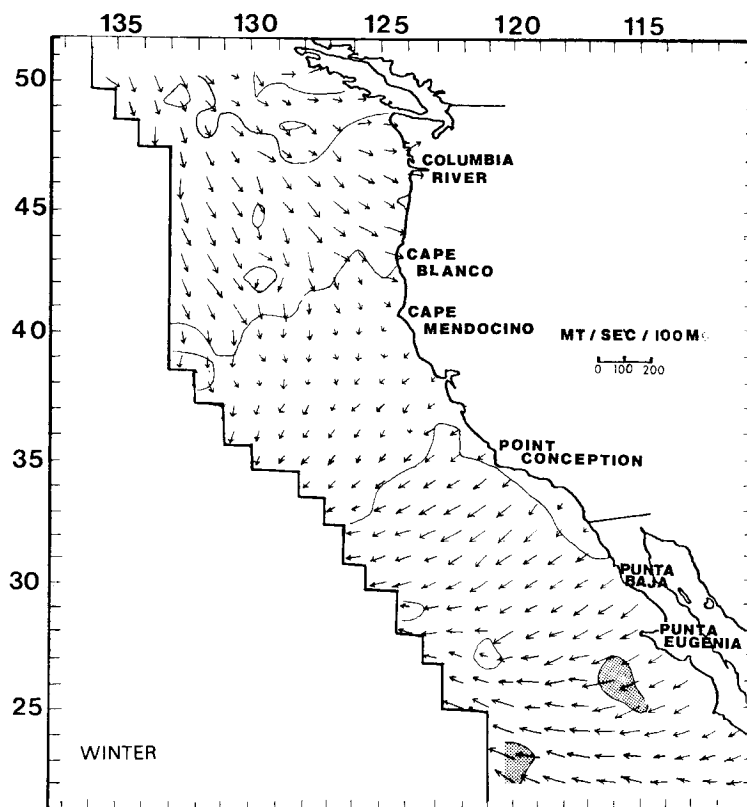 135 130 125 120 115
50
COLUMBIA
RIVER
45
CAPE
BLANCO
CAPE
MENDOCINO
40
MT / SEC / 100M
0 100 200
POINT
CONCEPTION
35
PUNTA
BAJA
30
PUNTA
EUGENIA
25
WINTER